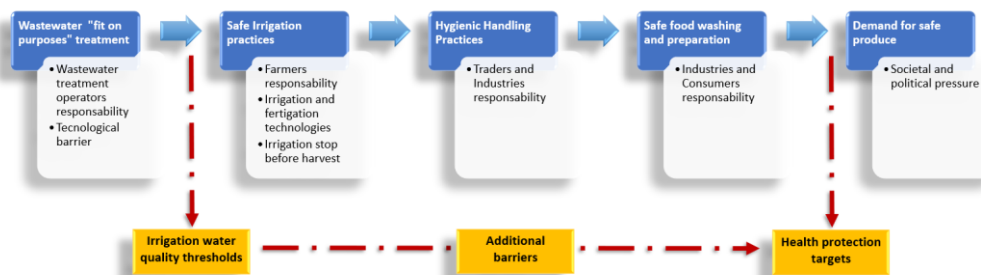 Wastewater "fit on
purposes" treatment
• Wastewater
treatment
operators
responsability
• Tecnological
barrier
Safe Irrigation
practices
• Farmers
responsability
• Irrigation and
fertigation
technologies
• Irrigation stop
before harvest
Hygienic Handling
Practices
• Traders and
Industries
responsability
Safe food washing
and preparation
• Industries and
Consumers
responsability
Demand for safe
produce
• Societal and
political pressure
Irrigation water
quality thresholds
Additional
barriers
Health protection
targets